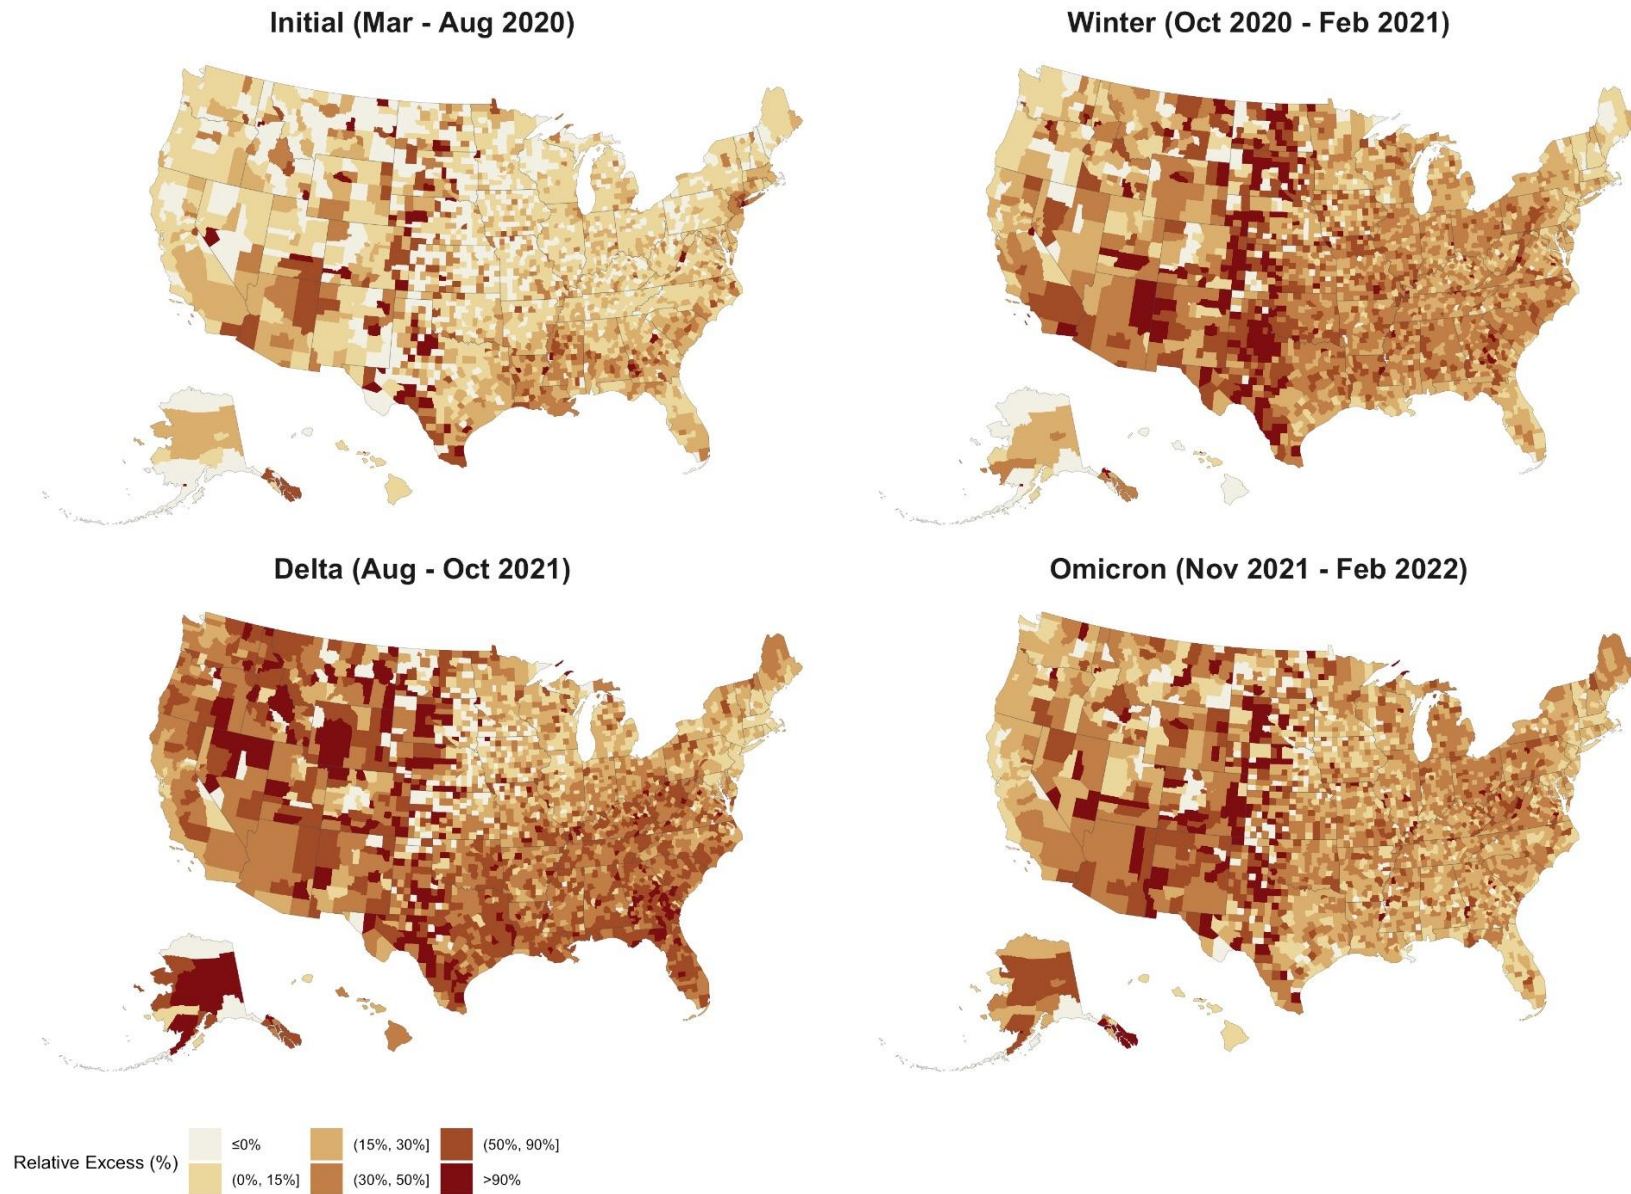 Initial (Mar - Aug 2020)
Winter (Oct 2020 - Feb 2021)
Delta (Aug - Oct 2021)
Omicron (Nov 2021 - Feb 2022)
Relative Excess (%)
≤0%
(0%, 15%]
(15%, 30%]
(30%, 50%]
(50%, 90%]
>90%